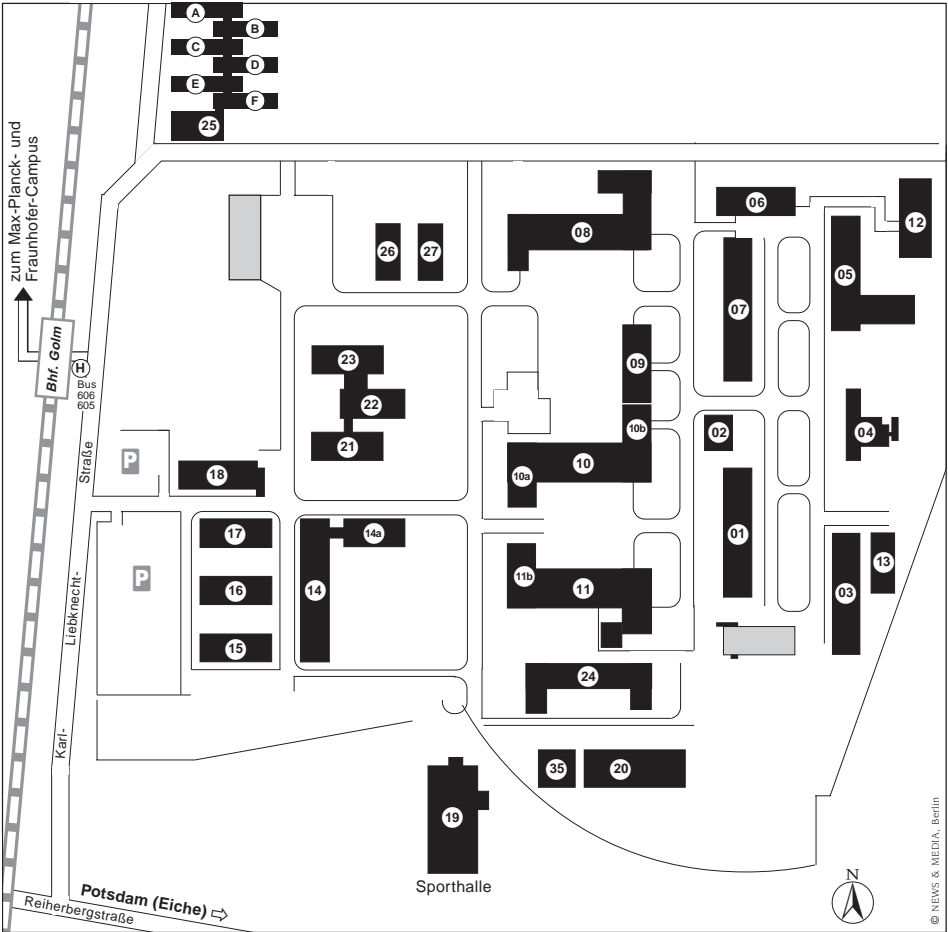 A
B
C
D
E
F
25
zum Max-Planck- und
Fraunhofer-Campus
Bhf. Golm
H
Bus
606
605
26
27
08
06
12
05
07
23
22
21
09
10b
10
10a
02
04
P
18
Straße
17
16
15
14
14a
P
Liebknecht-
Karl-
11b
11
01
03
13
24
35
20
19
Sporthalle
Potsdam (Eiche)
Reiherbergstraße
N
© NEWS & MEDIA, Berlin